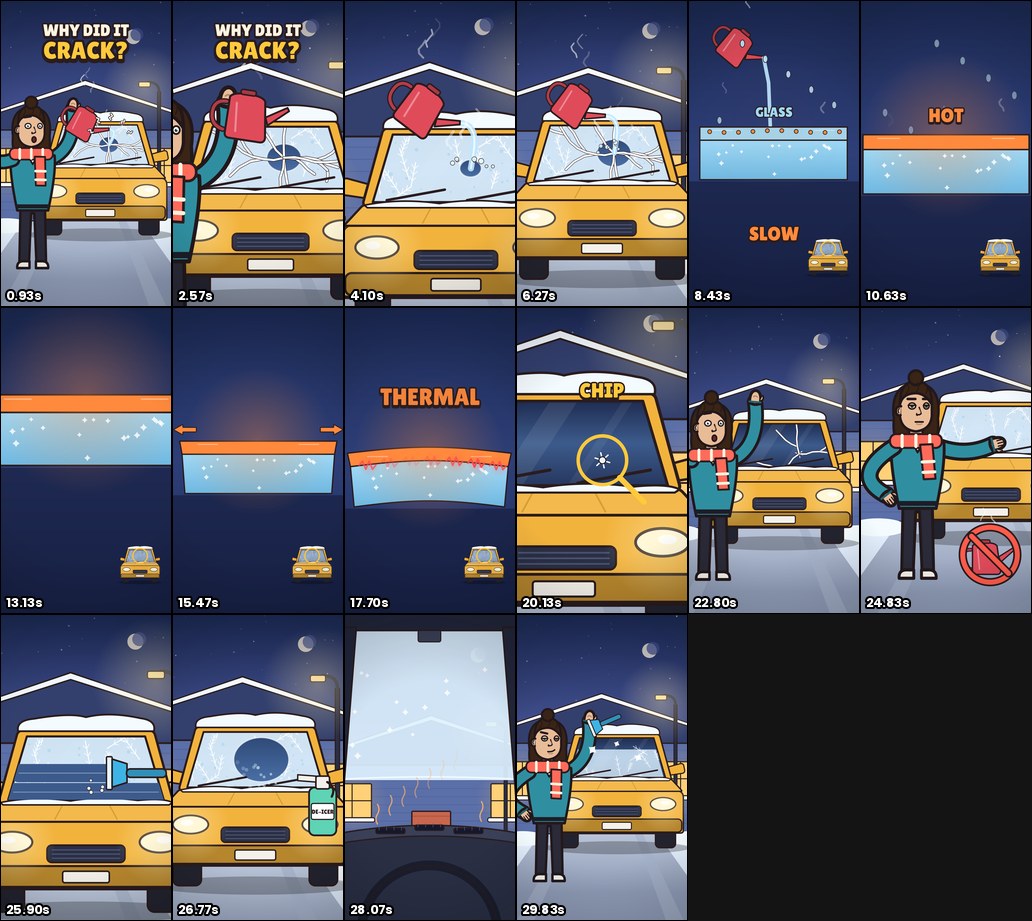 WHY DID IT
CRACK?
0.93s
WHY DID IT
CRACK?
2.57s
4.10s
6.27s
GLASS
SLOW
8.43s
HOT
10.63s
13.13s
15.47s
THERMAL
17.70s
CHIP
20.13s
22.80s
24.83s
25.90s
DE-ICER
26.77s
28.07s
29.83s